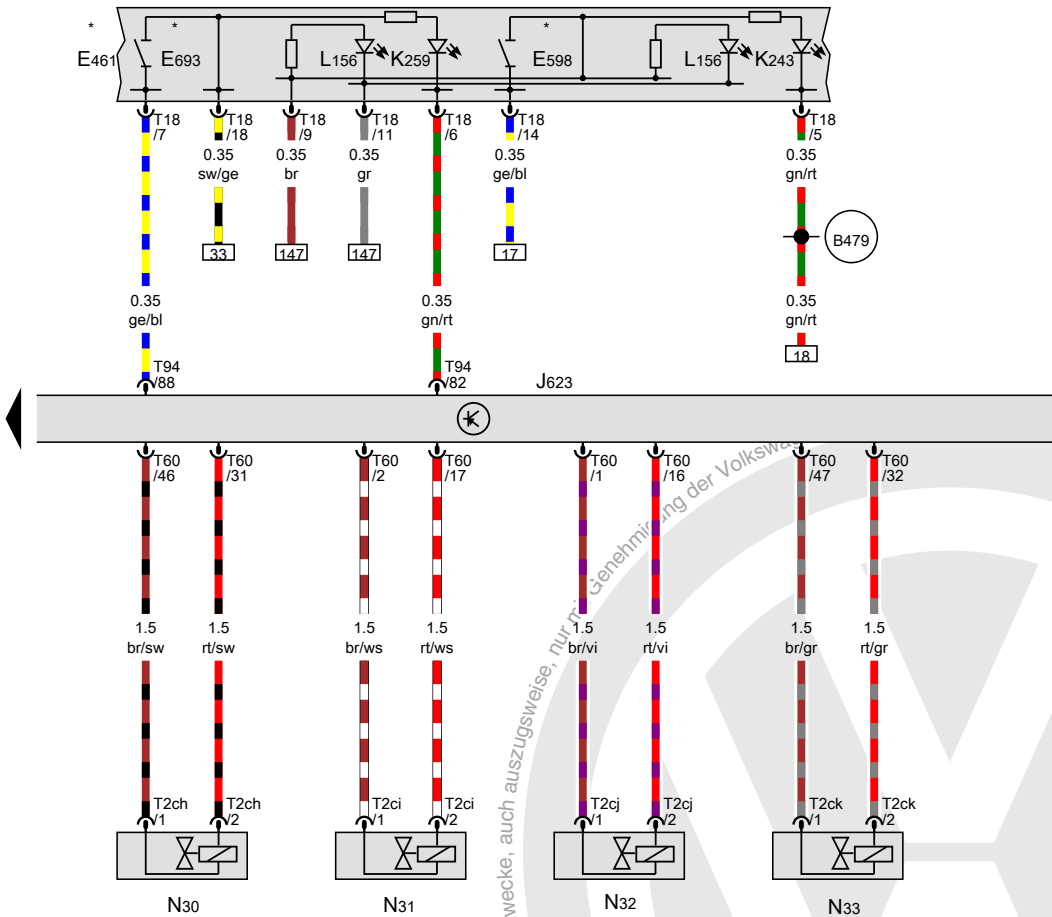 * * *
E461 E693 L156 K259 E598 L156 K243
T18 T18 T18 T18 T18 T18 T18
/7 /18 /9 /11 /6 /14 /5
0.35 0.35 0.35 0.35 0.35
sw/ge br gr ge/bl gn/rt
B479
33 147 147 17
0.35 0.35 0.35
ge/bl gn/rt gn/rt
18
T94 T94
/88 /82
J623
T60 T60 T60 T60 T60 T60 T60 T60
/46 /31 /2 /17 /1 /16 /47 /32
wecke, auch auszugsweise, nur mit Genehmigung der Volkswag
1.5 1.5 1.5 1.5 1.5 1.5 1.5 1.5
br/sw rt/sw br/ws rt/ws br/vi rt/vi br/gr rt/gr
T2ch T2ch T2ci T2ci T2cj T2cj T2ck T2ck
/1 /2 /1 /2 /1 /2 /1 /2
N30 N31 N32 N33